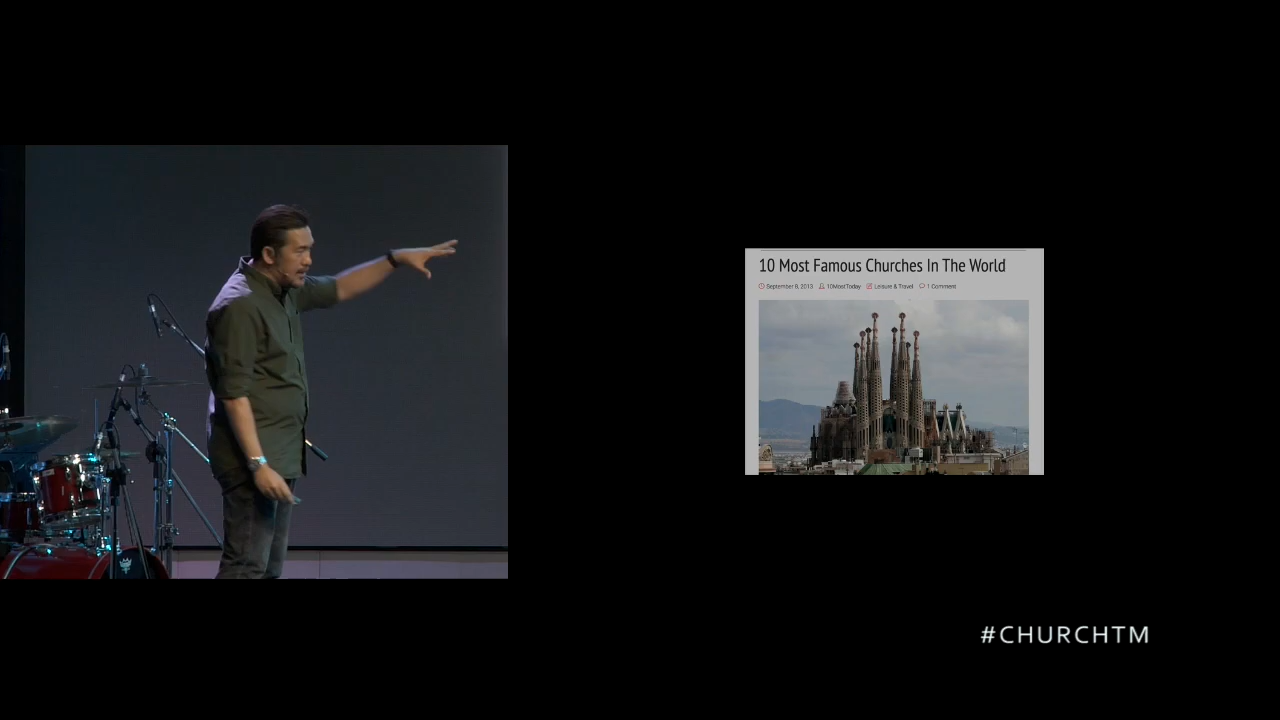 10 Most Famous Churches In The World
September 8, 2013 10MostToday Leisure & Travel 1 Comment
#CHURCHTM